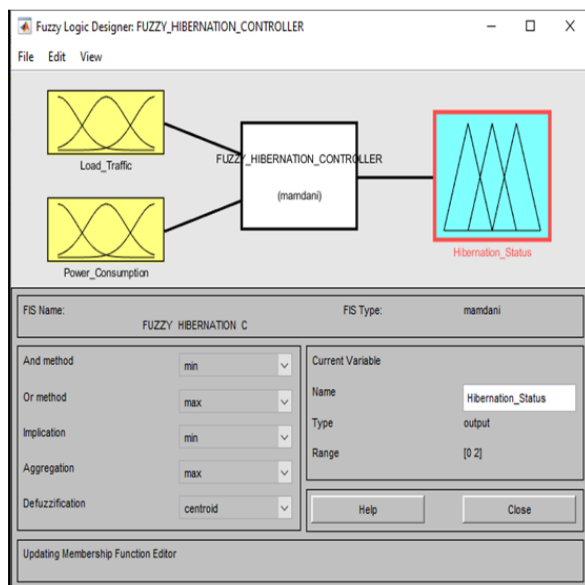 Fuzzy Logic Designer: FUZZY_HIBERNATION_CONTROLLER
File Edit View
Load_Traffic
FUZZY_HIBERNATION_CONTROLLER
(mamdani)
Power_Consumption
Hibernation_Status
FIS Name:
FUZZY HIBERNATION C
FIS Type:
mamdani
And method
min
Or method
max
Implication
min
Aggregation
max
Defuzzification
centroid
Current Variable
Name
Hibernation_Status
Type
output
Range
[0 2]
Help
Close
Updating Membership Function Editor